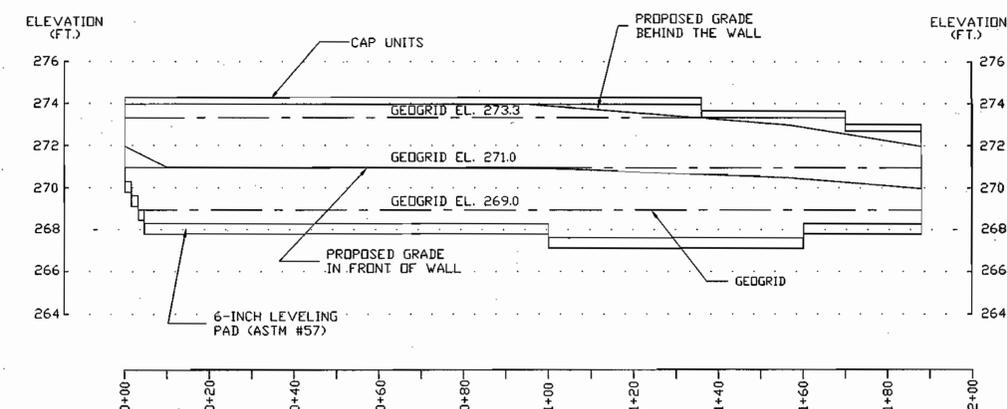 ELEVATION
(FT.)
276
274
272
270
268
266
264
CAP UNITS
PROPOSED GRADE
BEHIND THE WALL
GEOGRID EL. 273.3
GEOGRID EL. 271.0
GEOGRID EL. 269.0
PROPOSED GRADE
IN FRONT OF WALL
GEOGRID
6-INCH LEVELING
PAD (ASTM #57)
ELEVATION
(FT.)
276
274
272
270
268
266
264
0+00
0+20
0+40
0+60
0+80
1+00
1+20
1+40
1+60
1+80
2+00